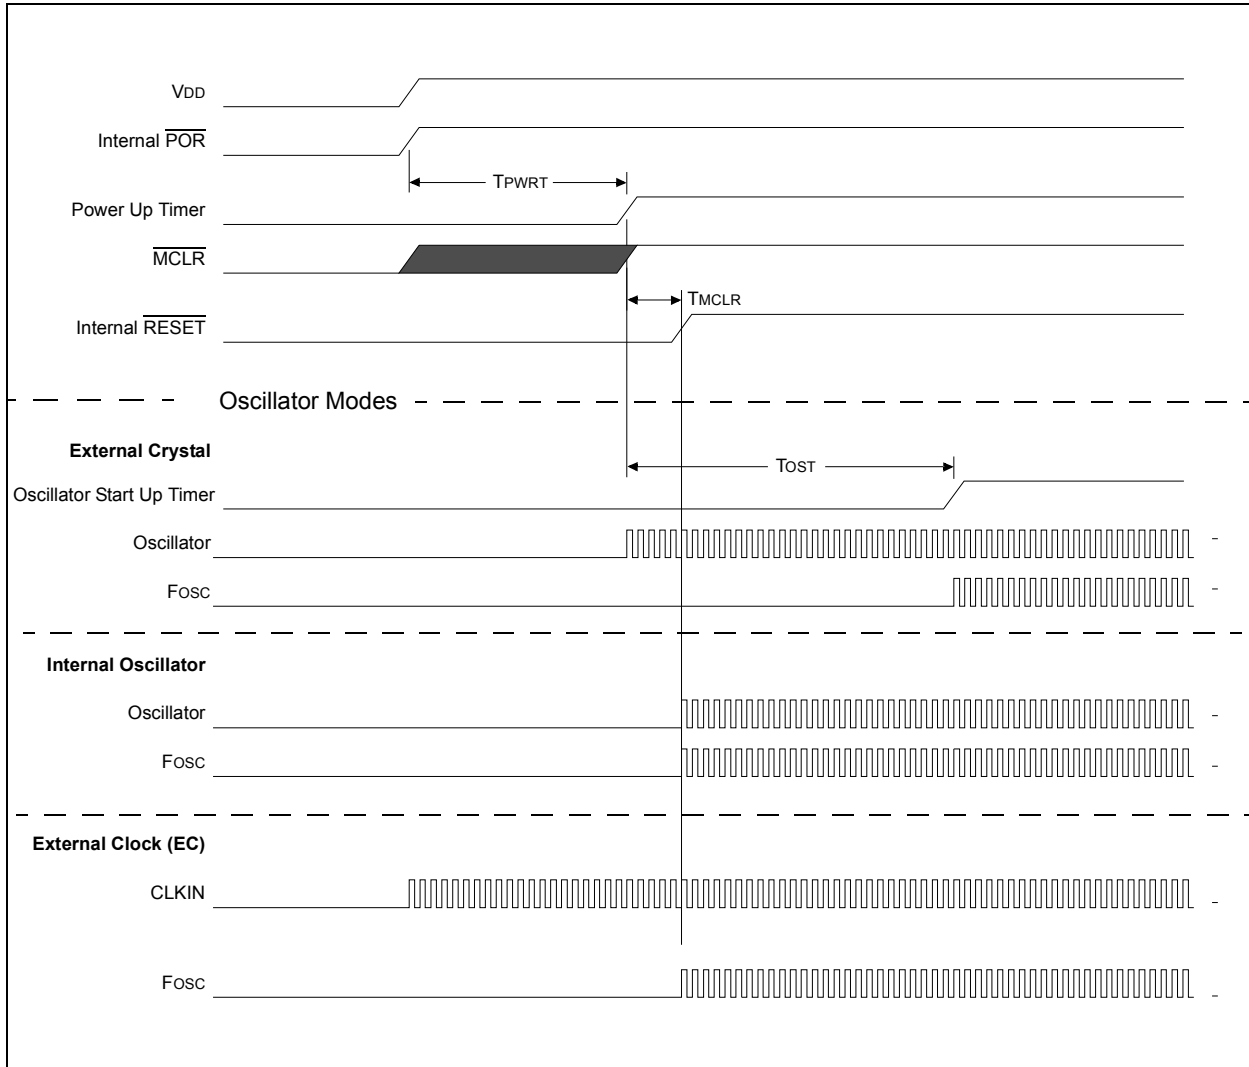 VDD
Internal POR
TPWRT
Power Up Timer
MCLR
TMCLR
Internal RESET
Oscillator Modes
External Crystal
TOST
Oscillator Start Up Timer
Oscillator
FOSC
Internal Oscillator
Oscillator
FOSC
External Clock (EC)
CLKIN
FOSC